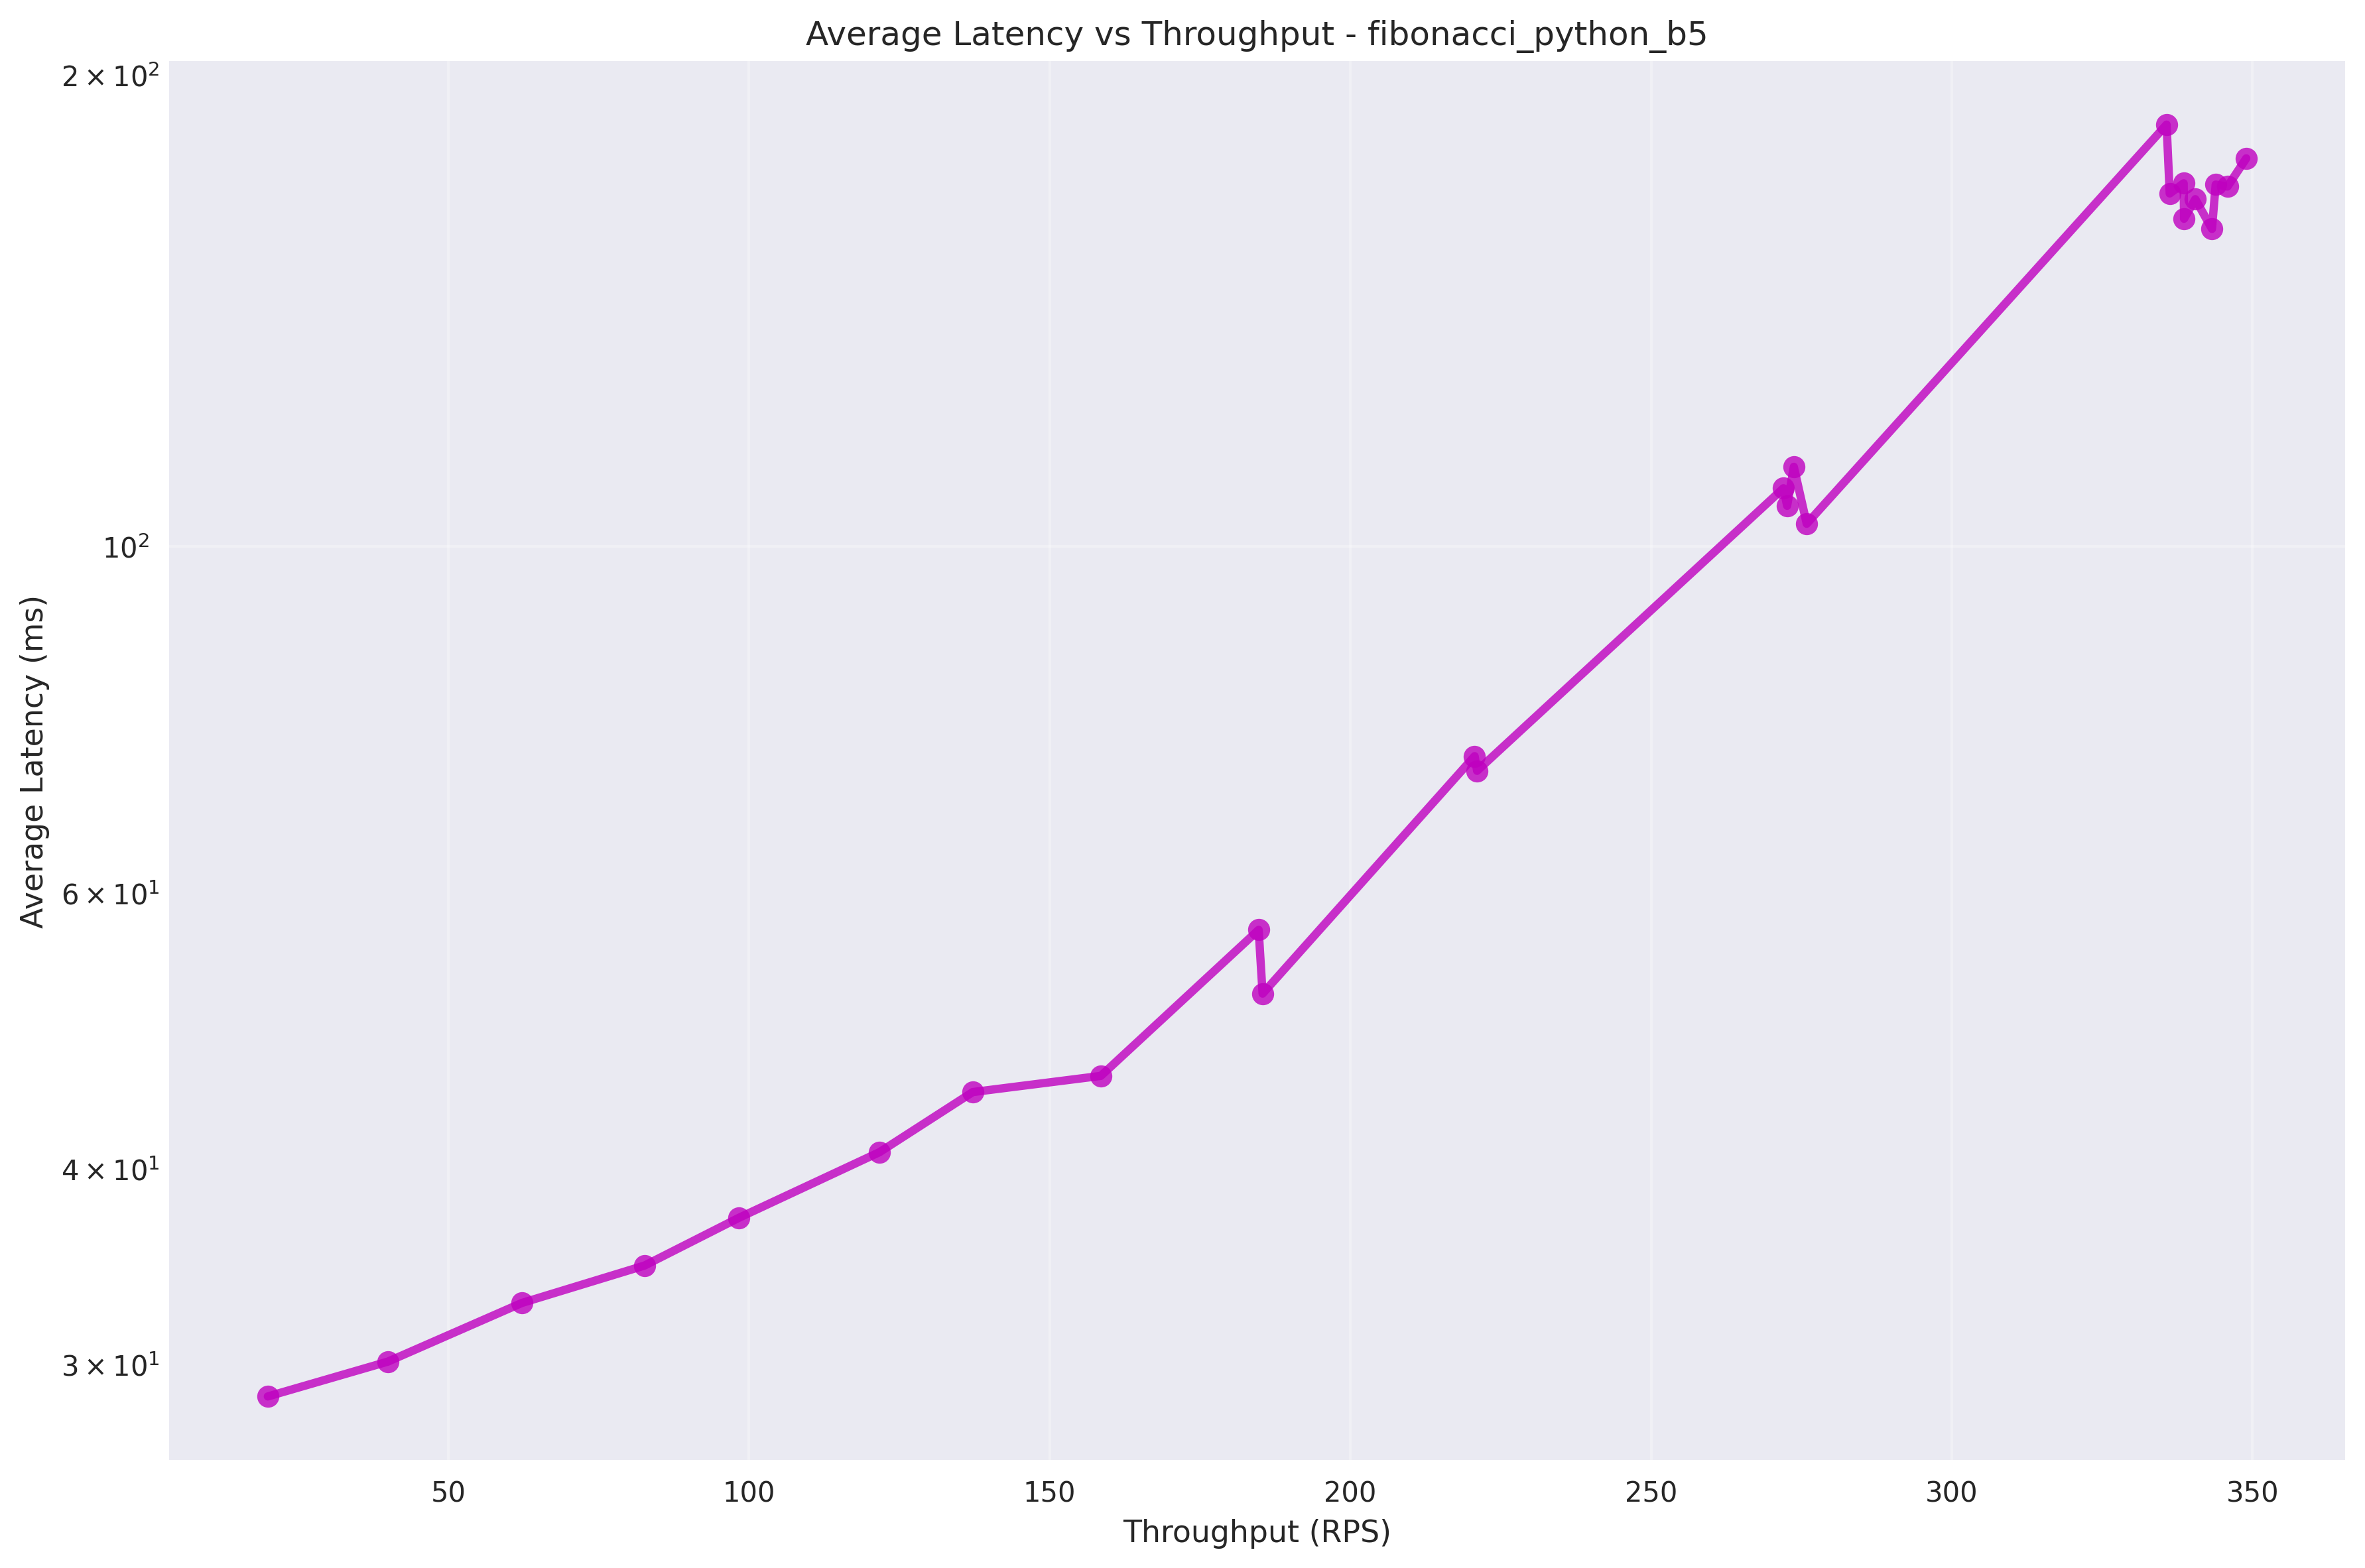 Average Latency vs Throughput - fibonacci_python_b5
2 × 10²
10²
6 × 10¹
4 × 10¹
3 × 10¹
Average Latency (ms)
50 100 150 200 250 300 350
Throughput (RPS)